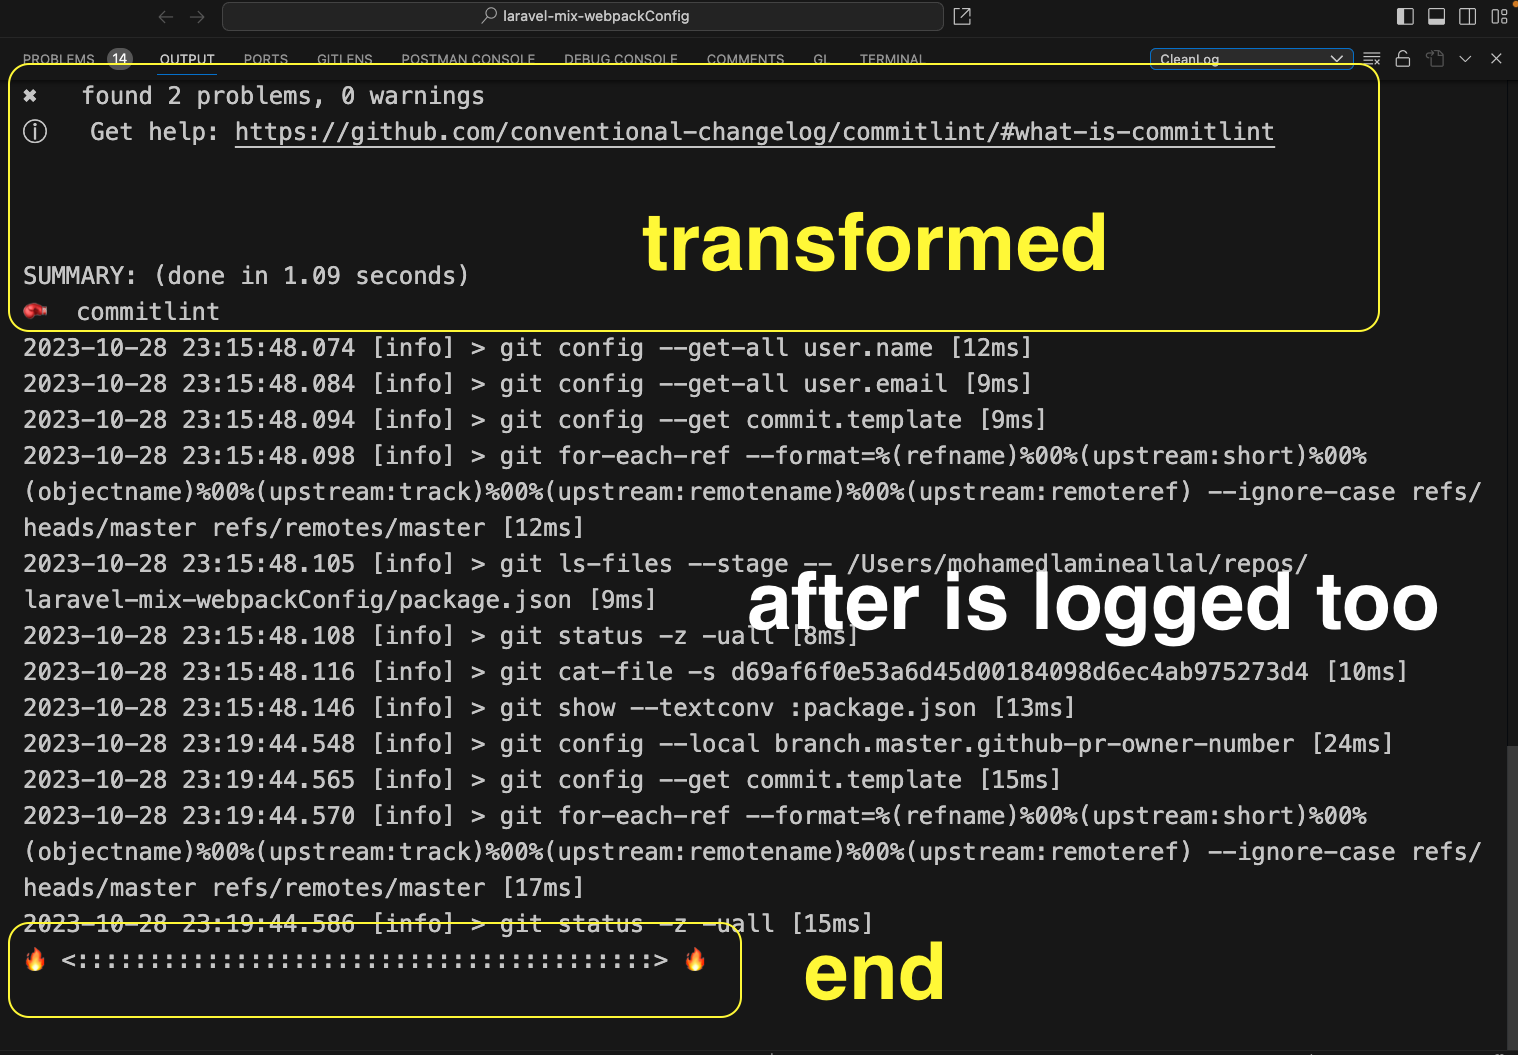 laravel-mix-webpackConfig
PROBLEMS 14 OUTPUT PORTS GITLENS POSTMAN CONSOLE DEBUG CONSOLE COMMENTS GL TERMINAL CleanLog
✖ found 2 problems, 0 warnings
ⓘ Get help: https://github.com/conventional-changelog/commitlint/#what-is-commitlint
transformed
SUMMARY: (done in 1.09 seconds)
🥊 commitlint
2023-10-28 23:15:48.074 [info] > git config --get-all user.name [12ms]
2023-10-28 23:15:48.084 [info] > git config --get-all user.email [9ms]
2023-10-28 23:15:48.094 [info] > git config --get commit.template [9ms]
2023-10-28 23:15:48.098 [info] > git for-each-ref --format=%(refname)%00%(upstream:short)%00%
(objectname)%00%(upstream:track)%00%(upstream:remotename)%00%(upstream:remoteref) --ignore-case refs/
heads/master refs/remotes/master [12ms]
2023-10-28 23:15:48.105 [info] > git ls-files --stage -- /Users/mohamedlamineallal/repos/
laravel-mix-webpackConfig/package.json [9ms]
after is logged too
2023-10-28 23:15:48.108 [info] > git status -z -uall [8ms]
2023-10-28 23:15:48.116 [info] > git cat-file -s d69af6f0e53a6d45d00184098d6ec4ab975273d4 [10ms]
2023-10-28 23:15:48.146 [info] > git show --textconv :package.json [13ms]
2023-10-28 23:19:44.548 [info] > git config --local branch.master.github-pr-owner-number [24ms]
2023-10-28 23:19:44.565 [info] > git config --get commit.template [15ms]
2023-10-28 23:19:44.570 [info] > git for-each-ref --format=%(refname)%00%(upstream:short)%00%
(objectname)%00%(upstream:track)%00%(upstream:remotename)%00%(upstream:remoteref) --ignore-case refs/
heads/master refs/remotes/master [17ms]
2023-10-28 23:19:44.586 [info] > git status -z -uall [15ms]
🔥 <::::::::::::::::::::::::::::::::::::::::> 🔥
end